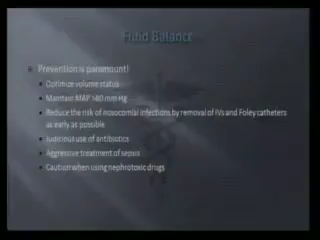 Fluid Balance
Prevention is paramount!
Optimize volume status
Maintain MAP >80 mm Hg
Reduce the risk of nosocomial infections by removal of IVs and Foley catheters
as early as possible
Judicious use of antibiotics
Aggressive treatment of sepsis
Caution when using nephrotoxic drugs